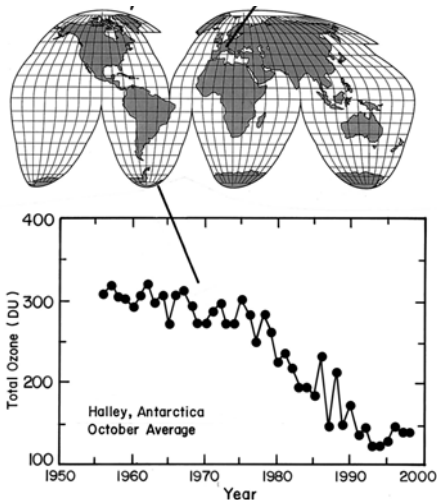 400
300
200
100
Total Ozone (DU)
Halley, Antarctica
October Average
1950 1960 1970 1980 1990 2000
Year